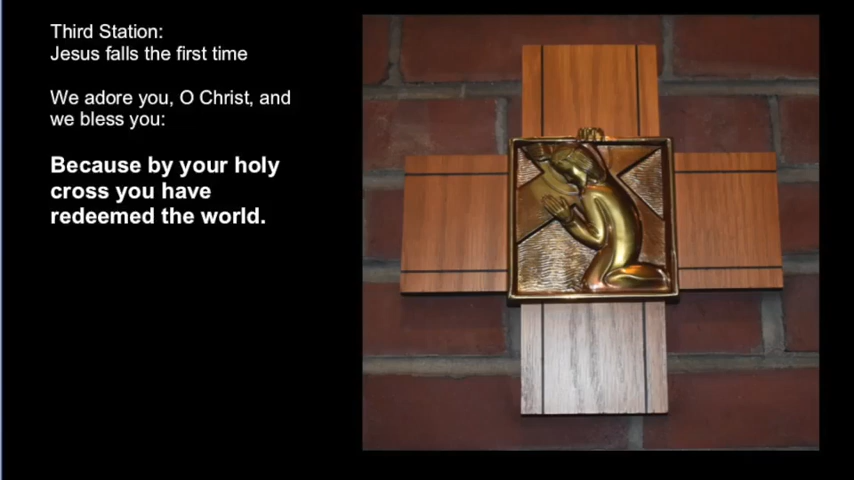 Third Station:
Jesus falls the first time
We adore you, O Christ, and
we bless you:
Because by your holy
cross you have
redeemed the world.